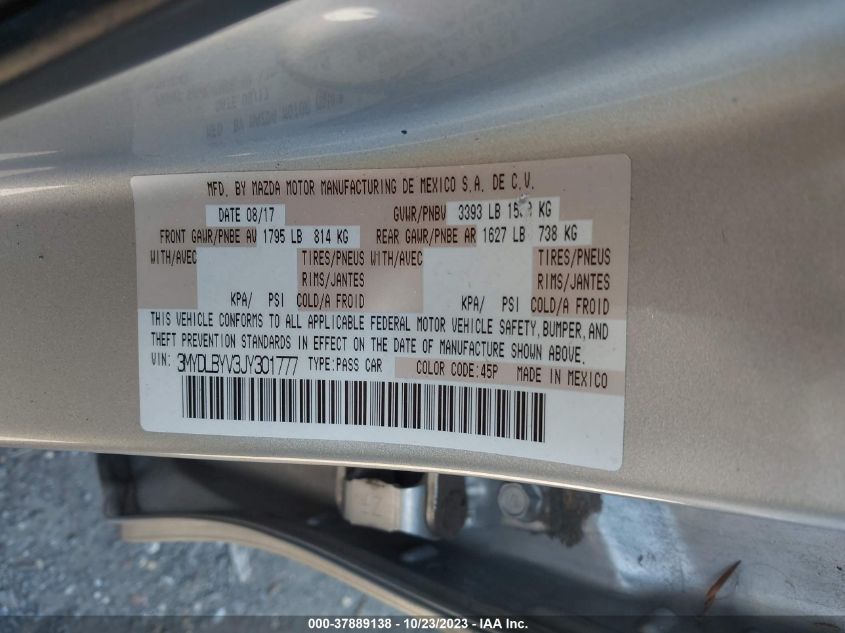 MFD. BY MAZDA MOTOR MANUFACTURING DE MEXICO S.A. DE C.V.
DATE 08/17 GVWR/PNBV 3393 LB KG
FRONT GAWR/PNBE AV 1795 LB 814 KG REAR GAWR/PNBE AR 1627 LB 738 KG
WITH/AVEC TIRES/PNEUS WITH/AVEC TIRES/PNEUS
RIMS/JANTES RIMS/JANTES
KPA/ PSI COLD/A FROID KPA/ PSI COLD/A FROID
THIS VEHICLE CONFORMS TO ALL APPLICABLE FEDERAL MOTOR VEHICLE SAFETY, BUMPER, AND
THEFT PREVENTION STANDARDS IN EFFECT ON THE DATE OF MANUFACTURE SHOWN ABOVE.
VIN: 3MYDLBYV3JY301777 TYPE:PASS CAR COLOR CODE:45P MADE IN MEXICO
000-37889138 - 10/23/2023 - IAA Inc.